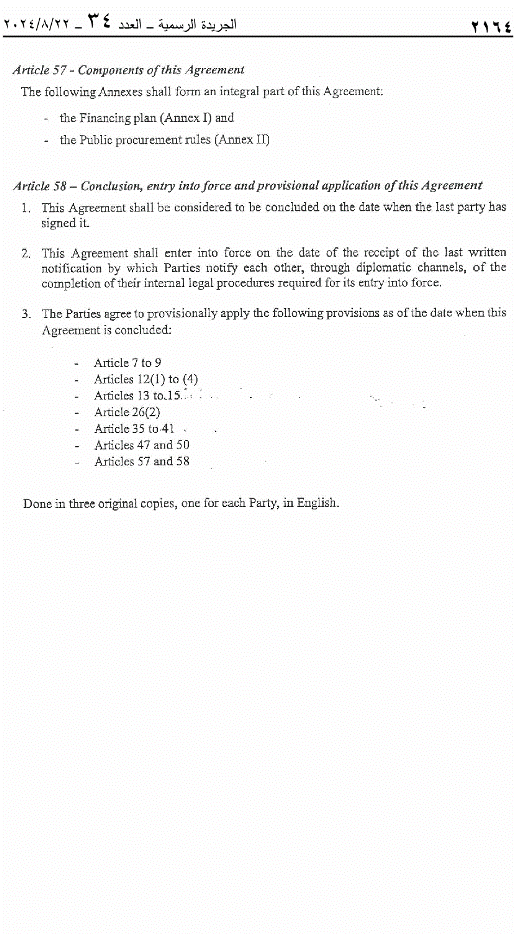 ٢١٦٤ الجريدة الرسمية – العدد ٣٤ – ٢٠٢٤/٨/٢٢
Article 57 - Components of this Agreement
The following Annexes shall form an integral part of this Agreement:
- the Financing plan (Annex I) and
- the Public procurement rules (Annex II)
Article 58 – Conclusion, entry into force and provisional application of this Agreement
1. This Agreement shall be considered to be concluded on the date when the last party has
signed it.
2. This Agreement shall enter into force on the date of the receipt of the last written
notification by which Parties notify each other, through diplomatic channels, of the
completion of their internal legal procedures required for its entry into force.
3. The Parties agree to provisionally apply the following provisions as of the date when this
Agreement is concluded:
- Article 7 to 9
- Articles 12(1) to (4)
- Articles 13 to 15
- Article 26(2)
- Article 35 to 41
- Articles 47 and 50
- Articles 57 and 58
Done in three original copies, one for each Party, in English.